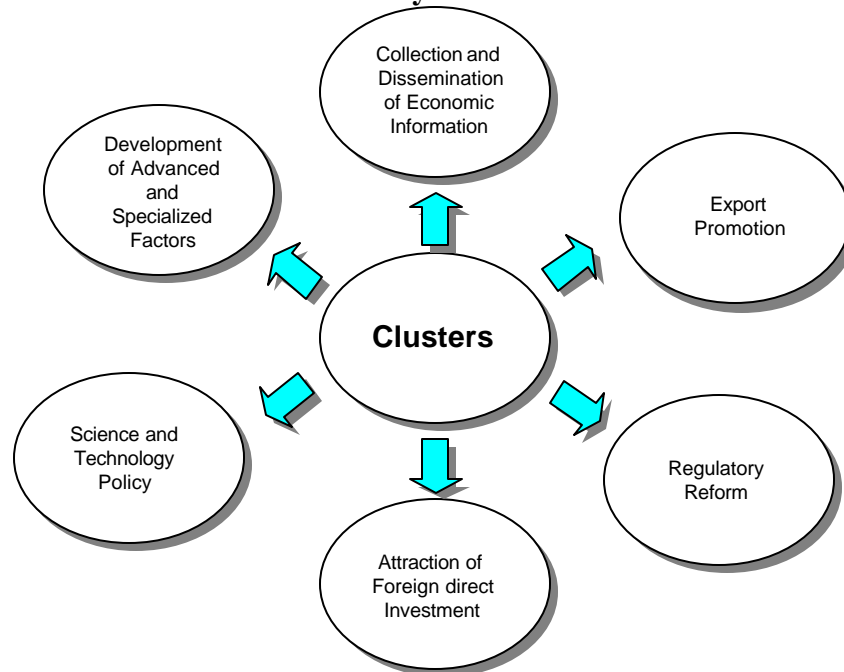 Collection and
Dissemination
of Economic
Information
Development
of Advanced
and
Specialized
Factors
Export
Promotion
Clusters
Science and
Technology
Policy
Regulatory
Reform
Attraction of
Foreign direct
Investment